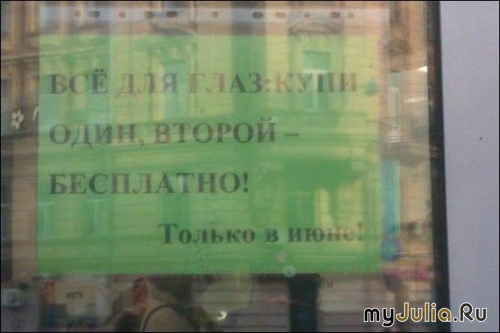 ВСЁ ДЛЯ ГЛАЗ:КУПИ
ОДИН, ВТОРОЙ –
БЕСПЛАТНО!
Только в июне!
myJulia.Ru